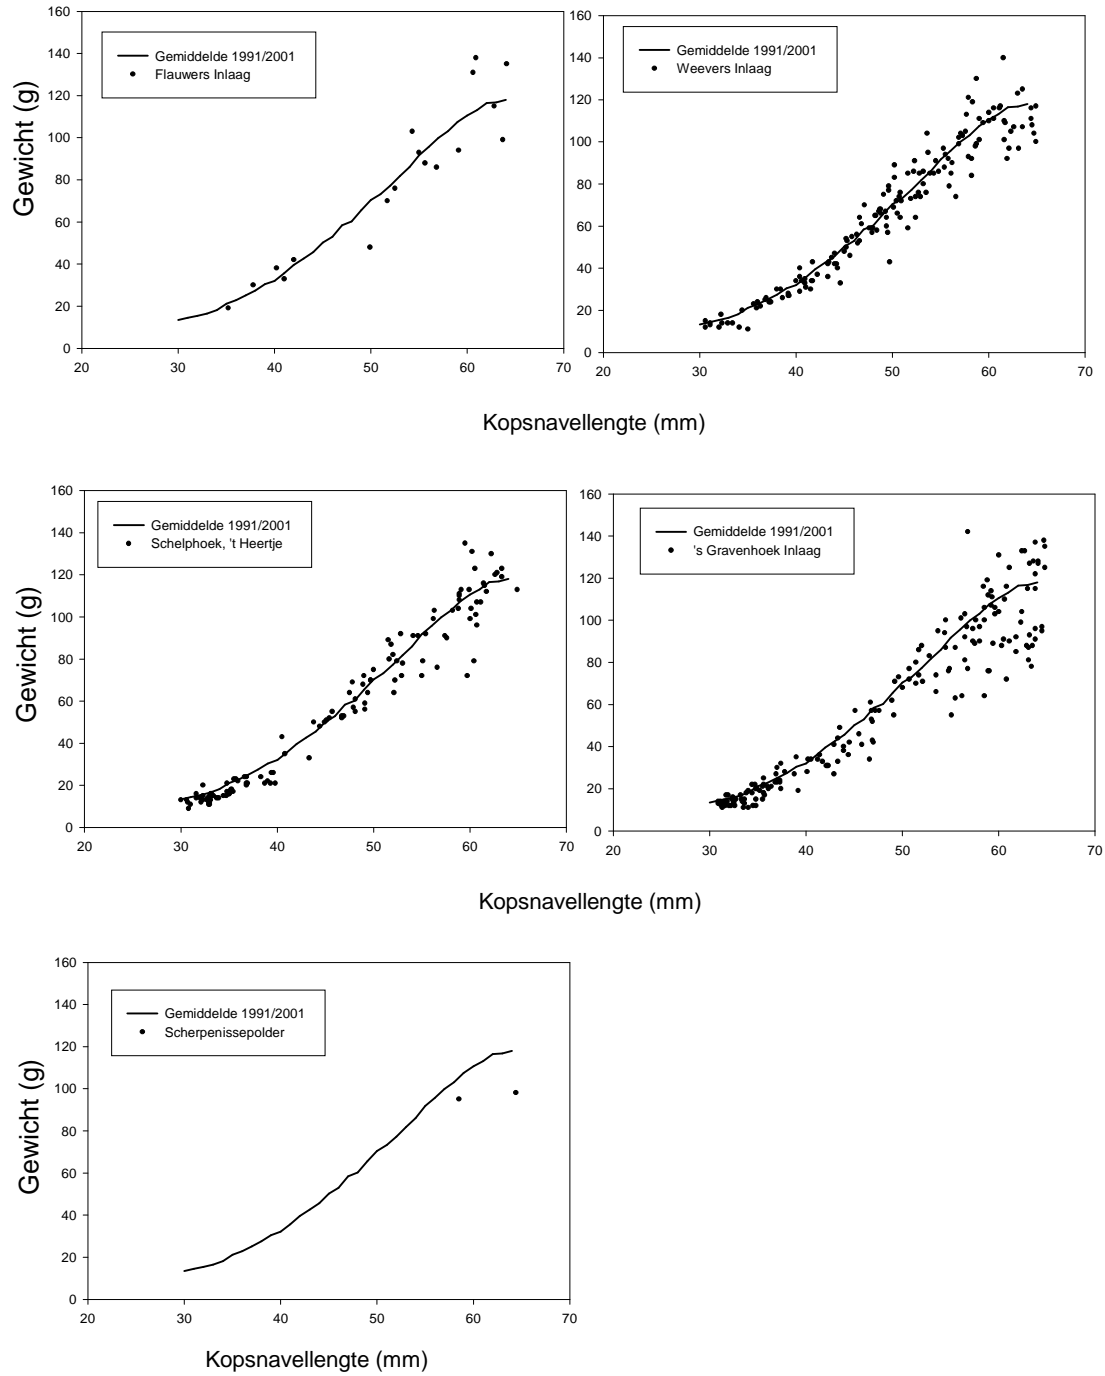 160
140
120
100
80
60
40
20
0
20 30 40 50 60 70
Gewicht (g)
Gemiddelde 1991/2001
Flauwers Inlaag
160
140
120
100
80
60
40
20
0
20 30 40 50 60 70
Gemiddelde 1991/2001
Weevers Inlaag
Kopsnavellengte (mm)
160
140
120
100
80
60
40
20
0
20 30 40 50 60 70
Gewicht (g)
Gemiddelde 1991/2001
Schelphoek, 't Heertje
160
140
120
100
80
60
40
20
0
20 30 40 50 60 70
Gemiddelde 1991/2001
's Gravenhoek Inlaag
Kopsnavellengte (mm)
160
140
120
100
80
60
40
20
0
20 30 40 50 60 70
Gewicht (g)
Gemiddelde 1991/2001
Scherpenissepolder
Kopsnavellengte (mm)